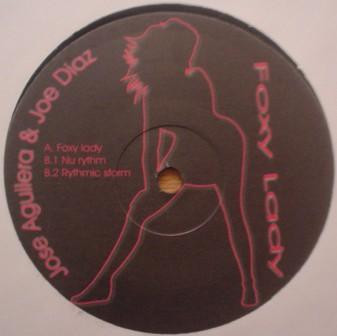 Jose Aguilera & Joe Diaz
A. Foxy lady
B.1 Nu rythm
B.2 Rythmic storm
Foxy Lady